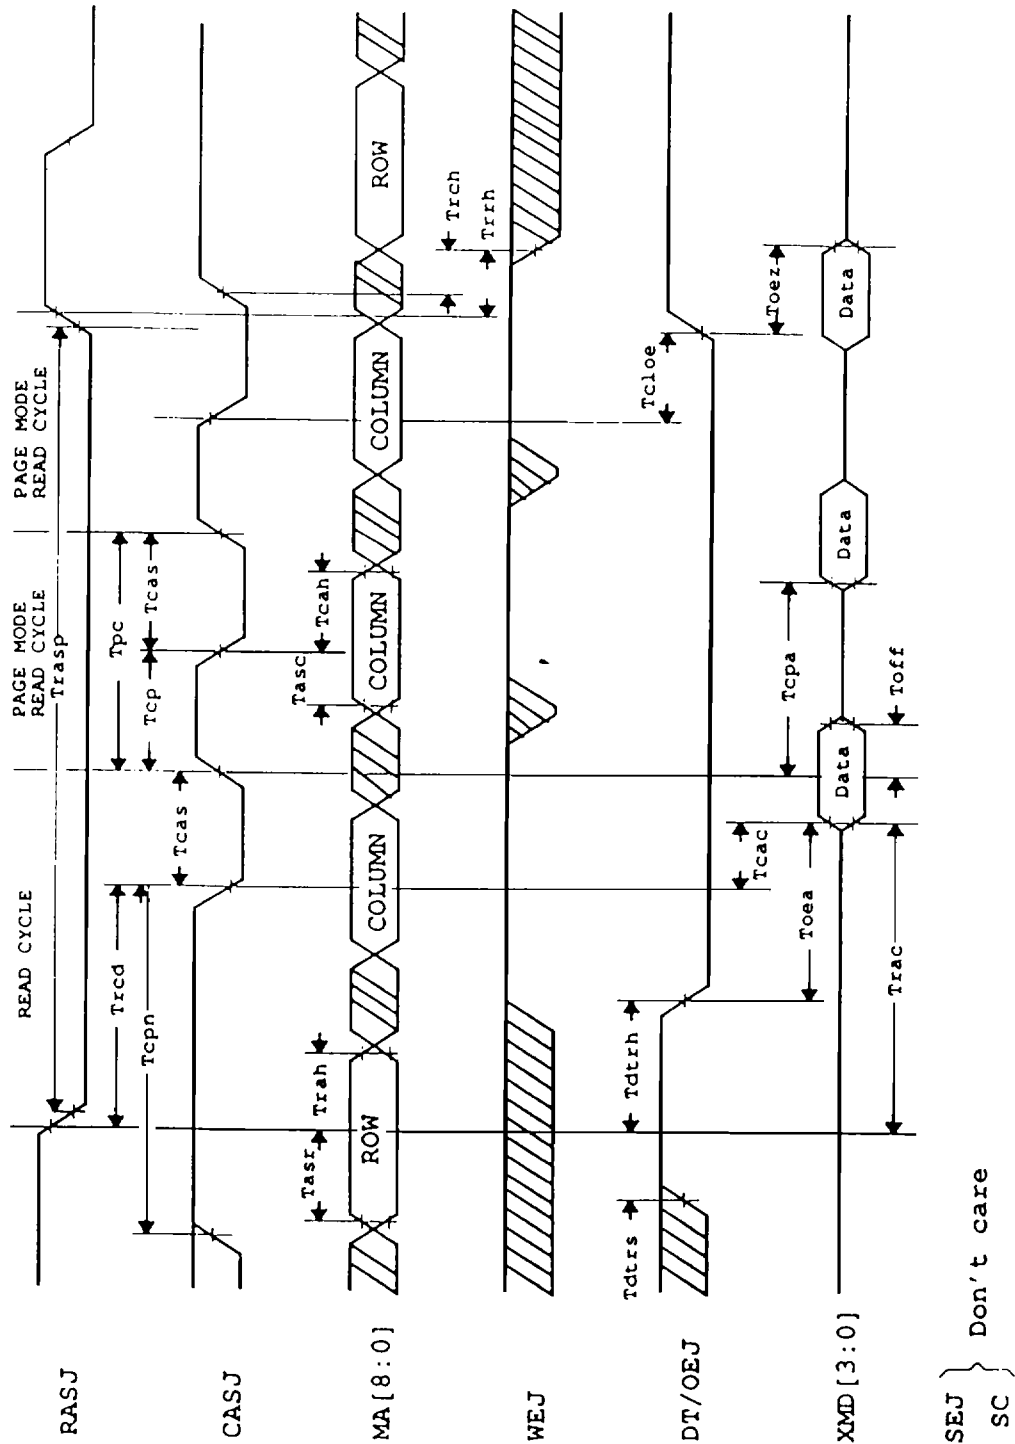 READ CYCLE
PAGE MODE
READ CYCLE
PAGE MODE
READ CYCLE
Trasp
RASJ
Trcd
Tpc
Tcpn
Tcp
Tcas
Tcas
CASJ
Tasr
Trah
Tasc
Tcah
MA[8:0]
ROW
COLUMN
COLUMN
COLUMN
ROW
Trch
Trrh
WEJ
Tdtrs
Tdtrh
Tcloe
DT/OEJ
Tcac
Toea
Tcpa
Toez
XMD[3:0]
Data
Data
Data
Trac
Toff
SEJ
SC
Don't care